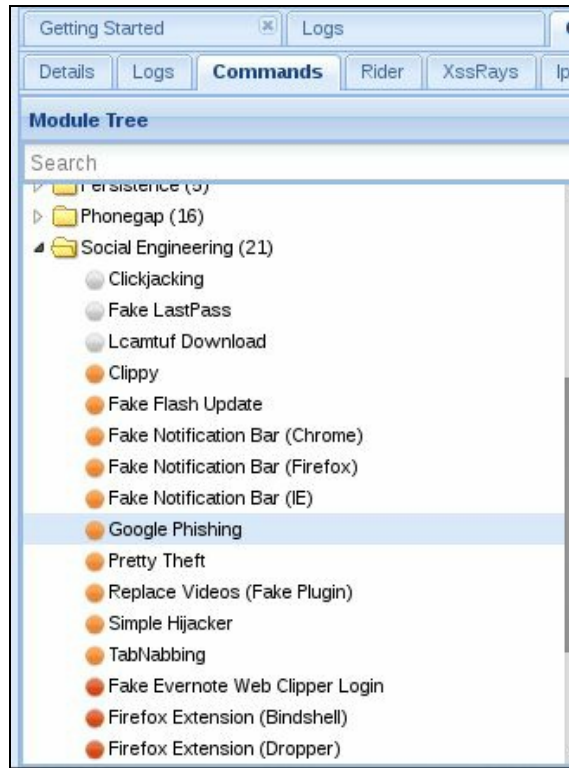 Getting Started Logs
Details Logs Commands Rider XssRays
Module Tree
Search
Persistence (5)
Phonegap (16)
Social Engineering (21)
Clickjacking
Fake LastPass
Lcamtuf Download
Clippy
Fake Flash Update
Fake Notification Bar (Chrome)
Fake Notification Bar (Firefox)
Fake Notification Bar (IE)
Google Phishing
Pretty Theft
Replace Videos (Fake Plugin)
Simple Hijacker
TabNabbing
Fake Evernote Web Clipper Login
Firefox Extension (Bindshell)
Firefox Extension (Dropper)